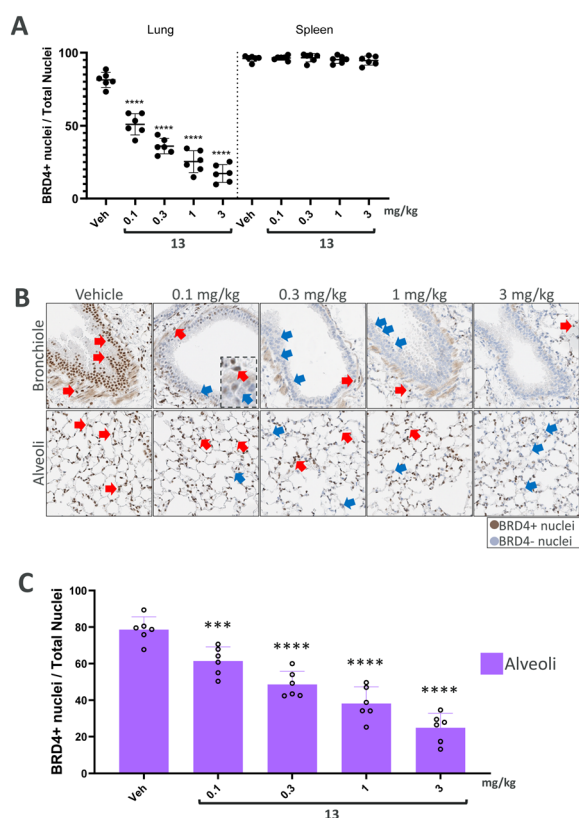 A
Lung
Spleen
BRD4+ nuclei / Total Nuclei
100
50
0
****
****
****
****
Veh
0.1
0.3
1
3
Veh
0.1
0.3
1
3
mg/kg
13
13
B
Vehicle
0.1 mg/kg
0.3 mg/kg
1 mg/kg
3 mg/kg
Bronchiole
Alveoli
BRD4+ nuclei
BRD4- nuclei
C
BRD4+ nuclei / Total Nuclei
100
80
60
40
20
0
***
****
****
****
Alveoli
Veh
0.1
0.3
1
3
mg/kg
13